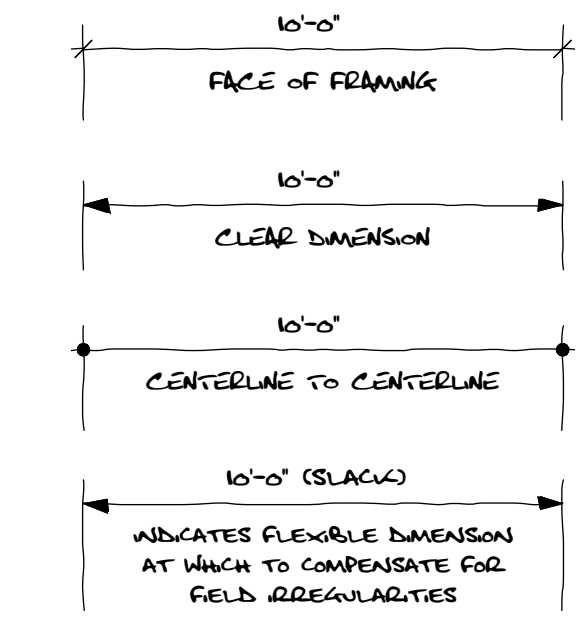 10'-0"
FACE OF FRAMING
10'-0"
CLEAR DIMENSION
10'-0"
CENTERLINE TO CENTERLINE
10'-0" (SLACK)
INDICATES FLEXIBLE DIMENSION
AT WHICH TO COMPENSATE FOR
FIELD IRREGULARITIES